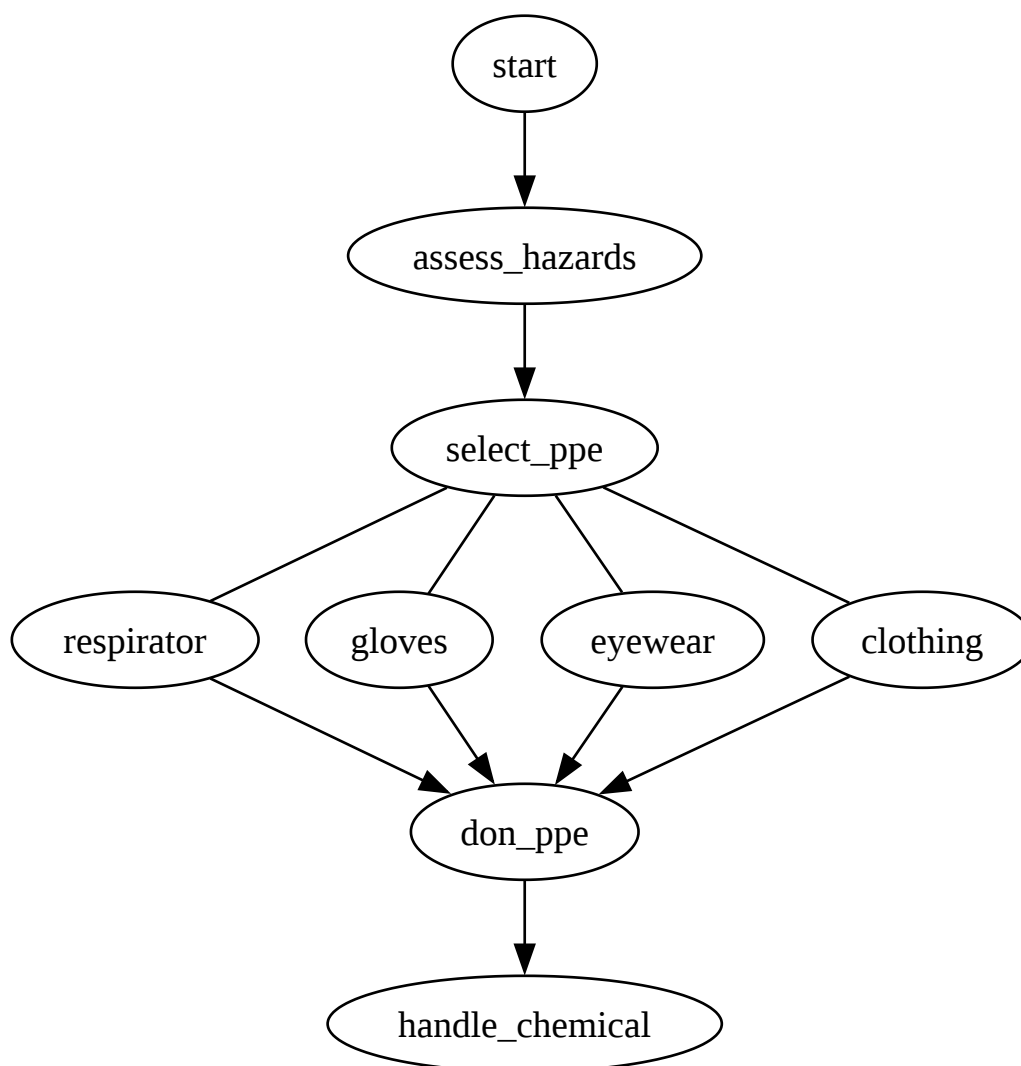 start
assess_hazards
select_ppe
respirator
gloves
eyewear
clothing
don_ppe
handle_chemical